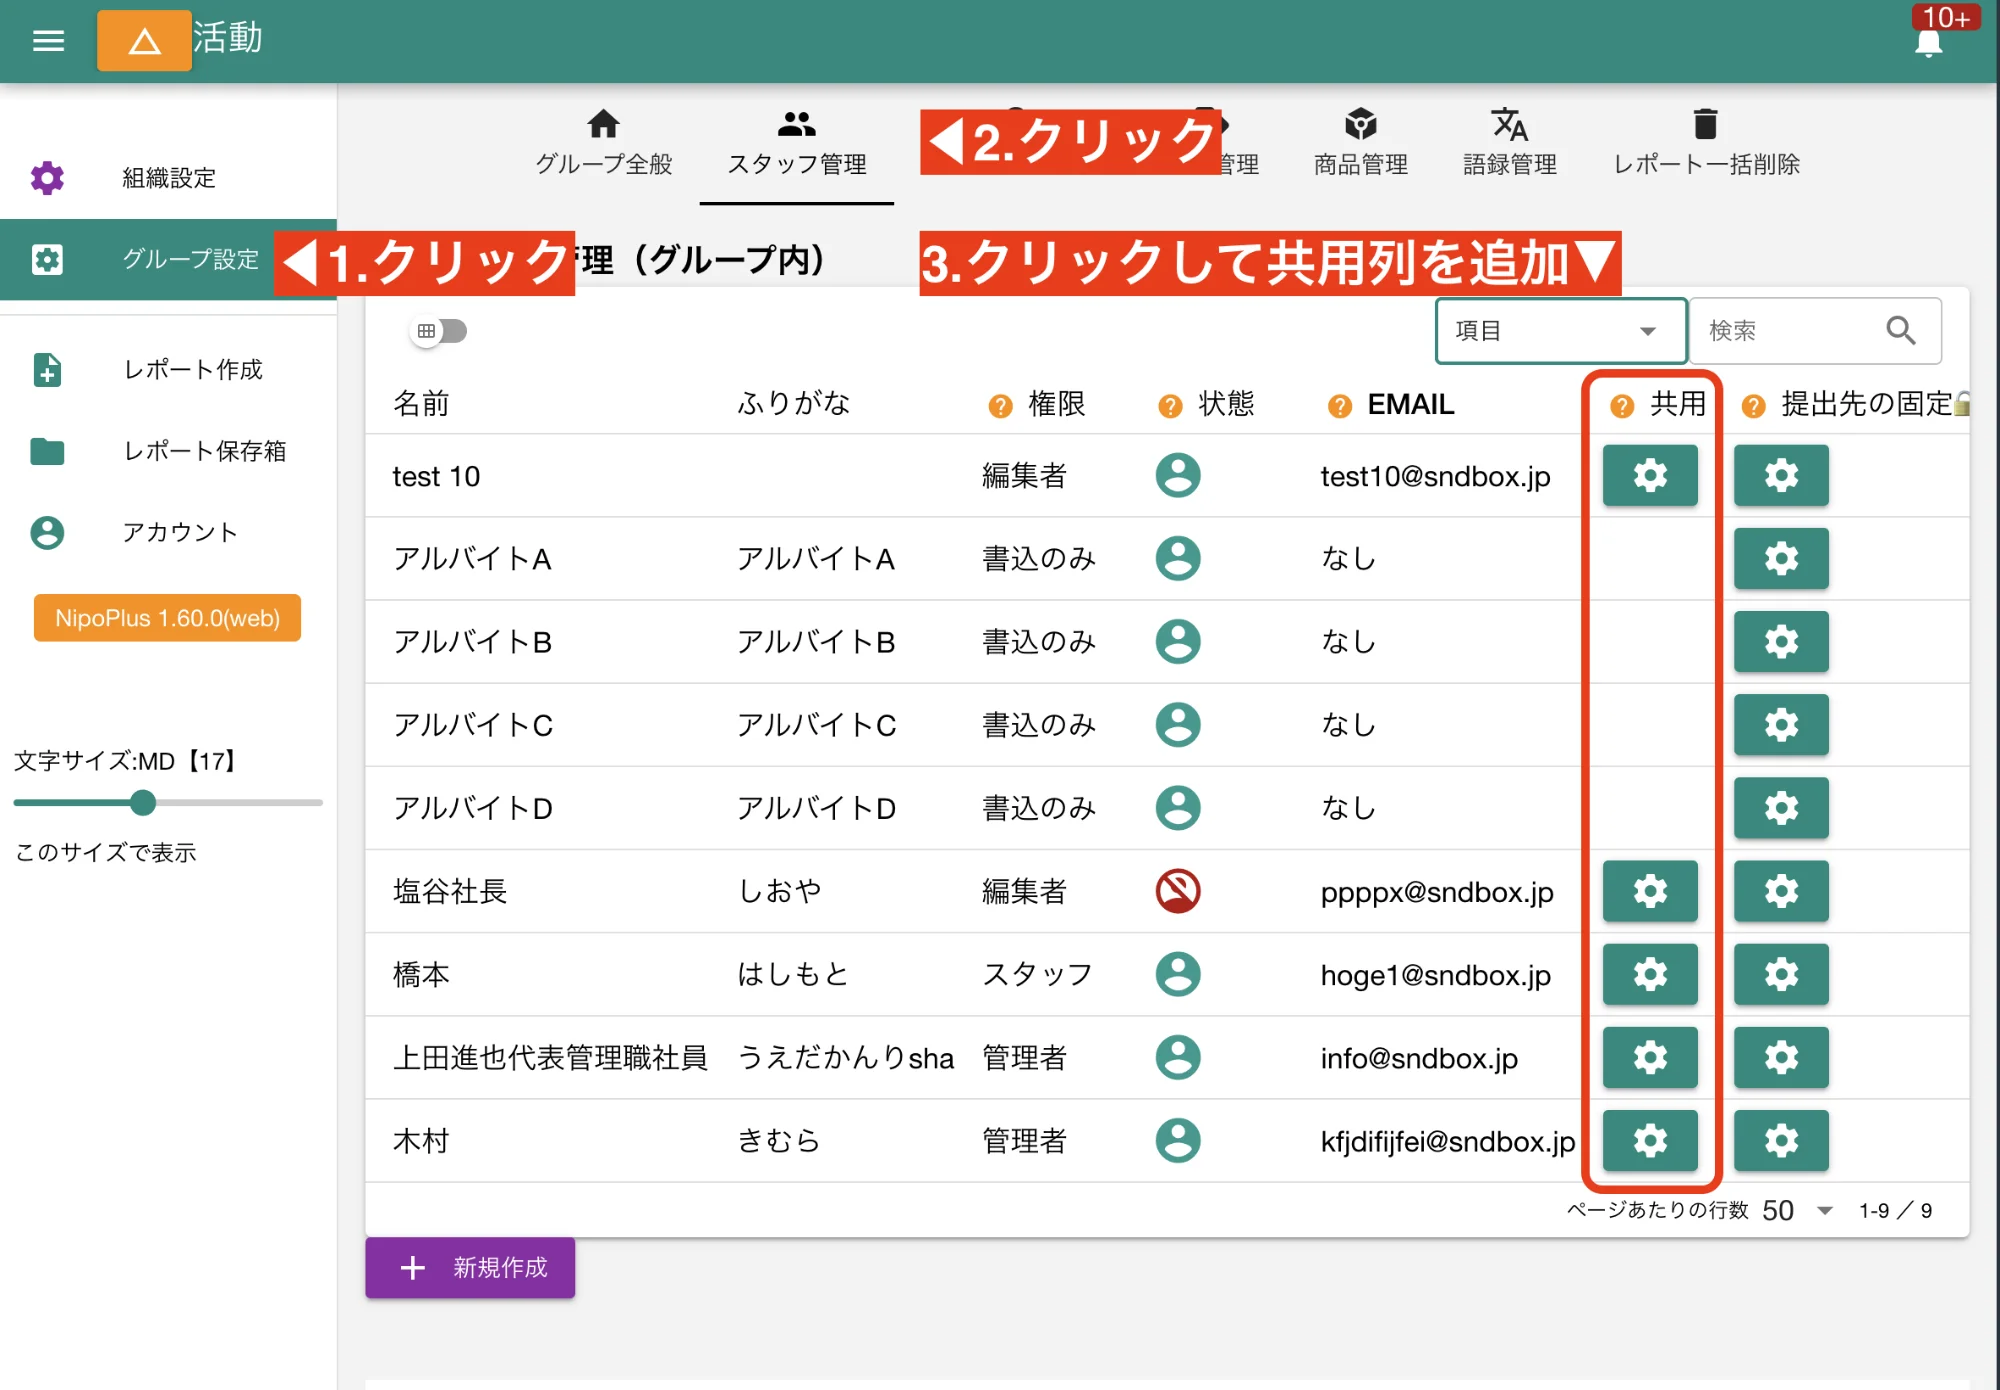 活動
10+
組織設定
グループ設定
レポート作成
レポート保存箱
アカウント
NipoPlus 1.60.0(web)
文字サイズ:MD【17】
このサイズで表示
グループ全般
スタッフ管理
◀2.クリック
管理
商品管理
語録管理
レポート一括削除
◀1.クリック
理（グループ内）
3.クリックして共用列を追加▼
項目
検索
名前 ふりがな ? 権限 ? 状態 ? EMAIL ? 共用 ? 提出先の固定🔒
test 10 編集者 test10@sndbox.jp
アルバイトA アルバイトA 書込のみ なし
アルバイトB アルバイトB 書込のみ なし
アルバイトC アルバイトC 書込のみ なし
アルバイトD アルバイトD 書込のみ なし
塩谷社長 しおや 編集者 ppppx@sndbox.jp
橋本 はしもと スタッフ hoge1@sndbox.jp
上田進也代表管理職社員 うえだかんりsha 管理者 info@sndbox.jp
木村 きむら 管理者 kfjdifijfei@sndbox.jp
ページあたりの行数 50 1-9 ／ 9
＋ 新規作成